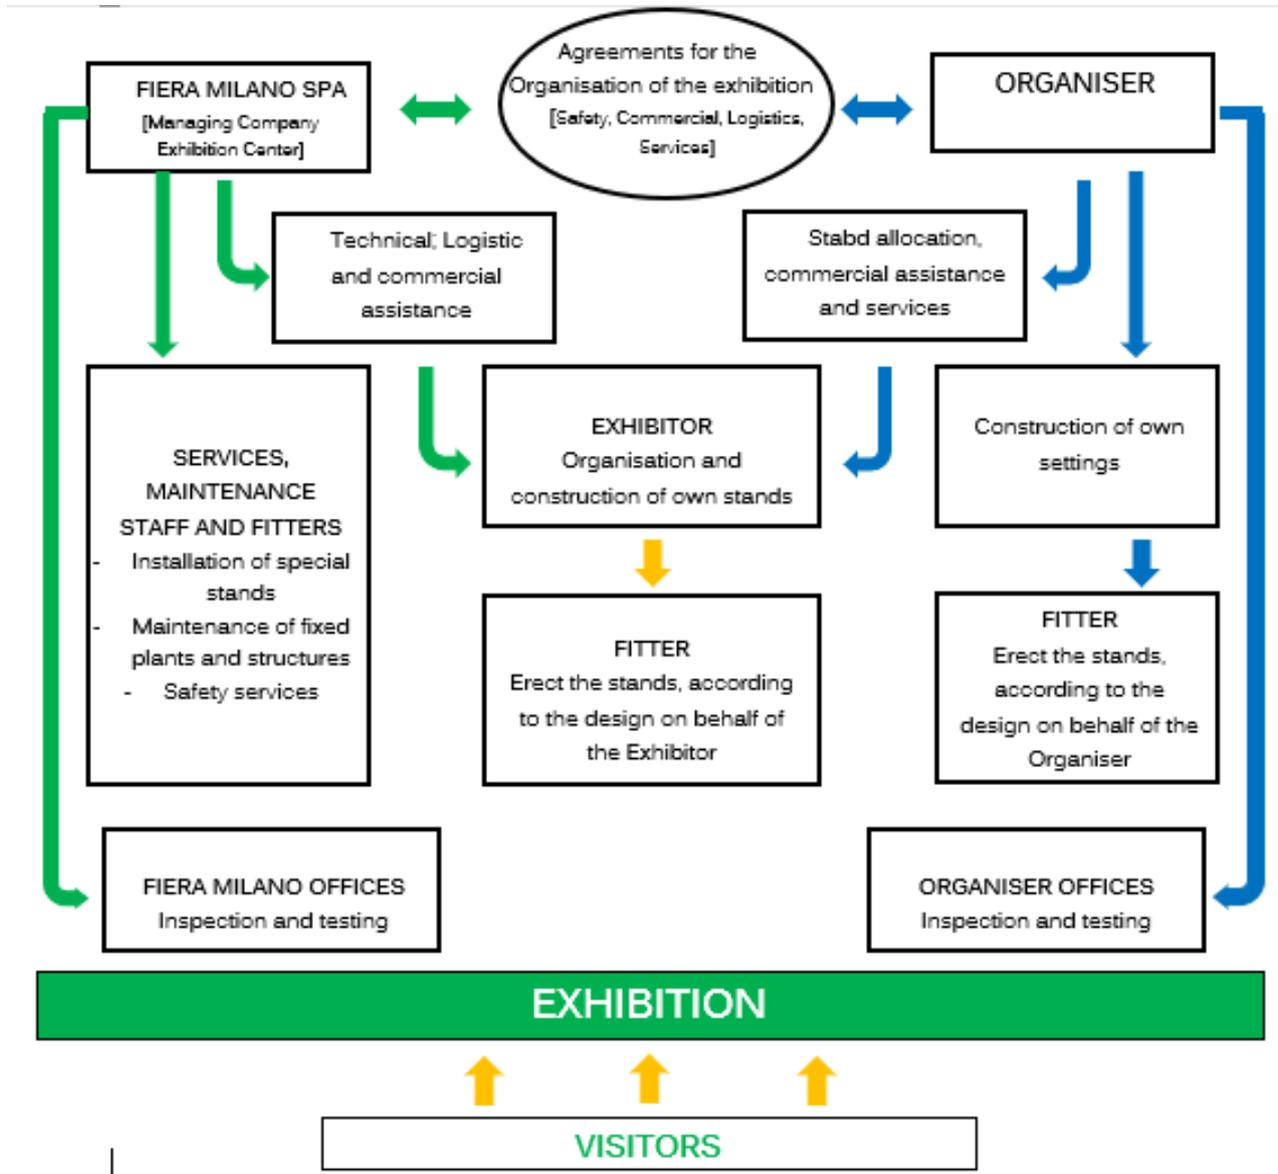 Agreements for the
Organisation of the exhibition
[Safety, Commercial, Logistics,
Services]
FIERA MILANO SPA
[Managing Company
Exhibition Center]
ORGANISER
Technical; Logistic
and commercial
assistance
Stabd allocation,
commercial assistance
and services
SERVICES,
MAINTENANCE
STAFF AND FITTERS
- Installation of special
stands
- Maintenance of fixed
plants and structures
- Safety services
EXHIBITOR
Organisation and
construction of own stands
Construction of own
settings
FITTER
Erect the stands, according
to the design on behalf of
the Exhibitor
FITTER
Erect the stands,
according to the
design on behalf of the
Organiser
FIERA MILANO OFFICES
Inspection and testing
ORGANISER OFFICES
Inspection and testing
EXHIBITION
VISITORS